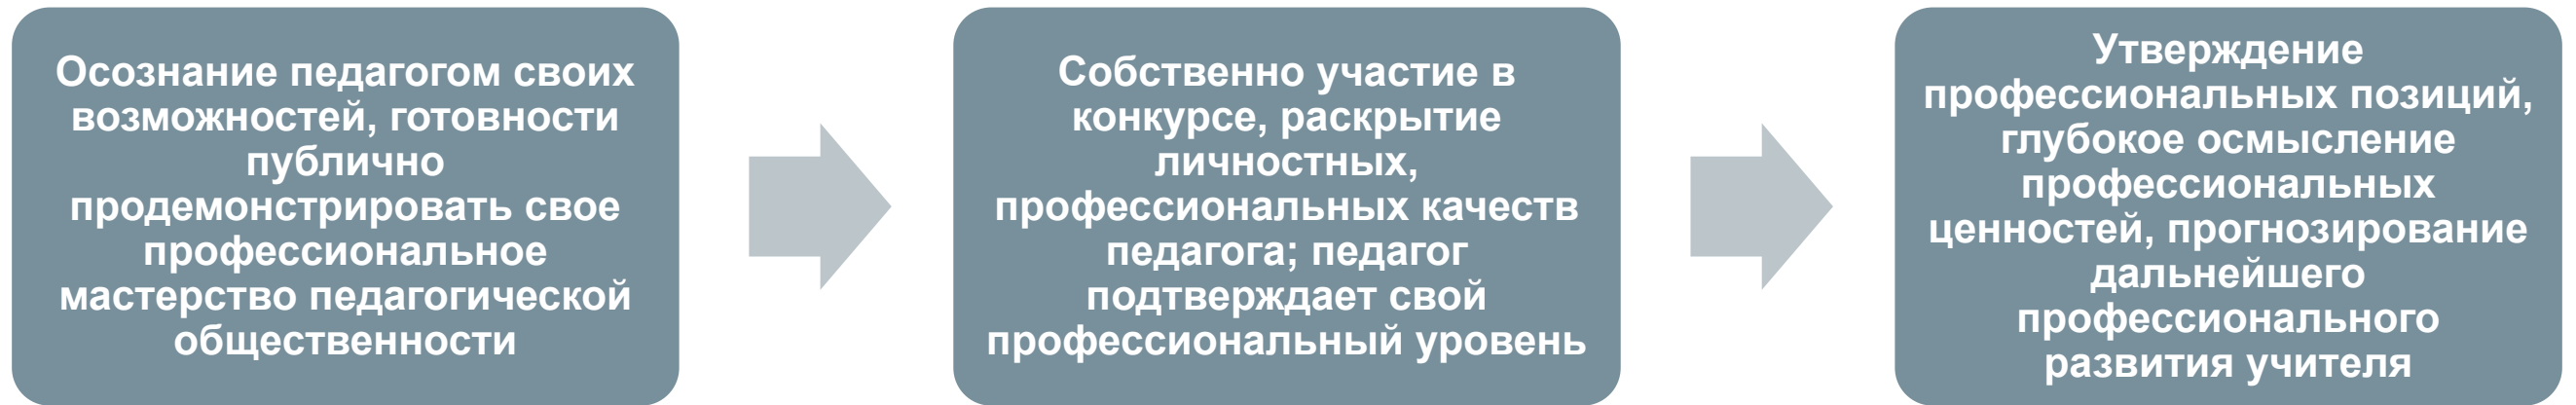 Осознание педагогом своих
возможностей, готовности
публично
продемонстрировать свое
профессиональное
мастерство педагогической
общественности
Собственно участие в
конкурсе, раскрытие
личностных,
профессиональных качеств
педагога; педагог
подтверждает свой
профессиональный уровень
Утверждение
профессиональных позиций,
глубокое осмысление
профессиональных
ценностей, прогнозирование
дальнейшего
профессионального
развития учителя